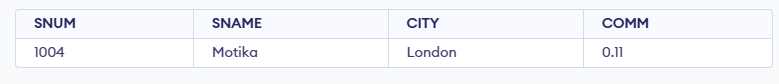 SNUM SNAME CITY COMM
1004 Motika London 0.11